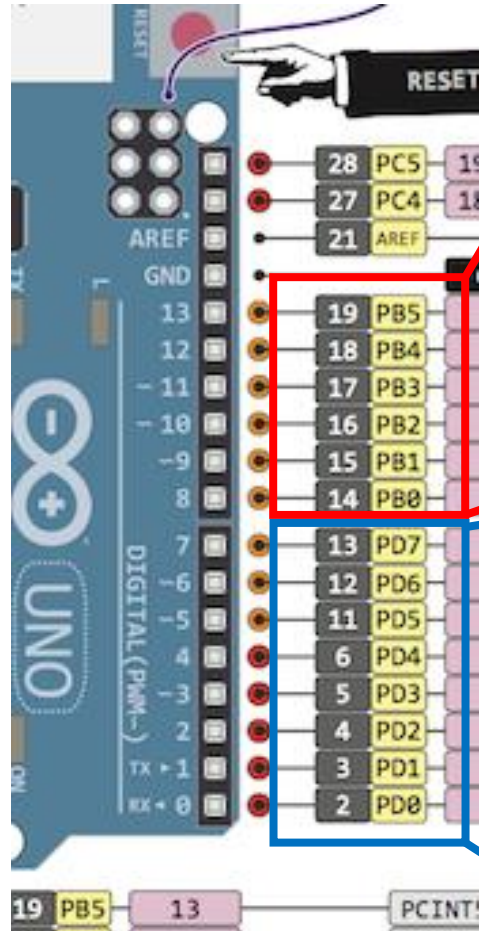 RESET
RESET
28 PC5 19
27 PC4 18
AREF 21 AREF
GND
L
13 19 PB5
12 18 PB4
~11 17 PB3
~10 16 PB2
~9 15 PB1
8 14 PB0
7 13 PD7
~6 12 PD6
~5 11 PD5
4 6 PD4
~3 5 PD3
2 4 PD2
TX ▸ 1 3 PD1
RX ◂ 0 2 PD0
DIGITAL (PWM~)
TX
UNO
ON
19 PB5 13 PCINT5